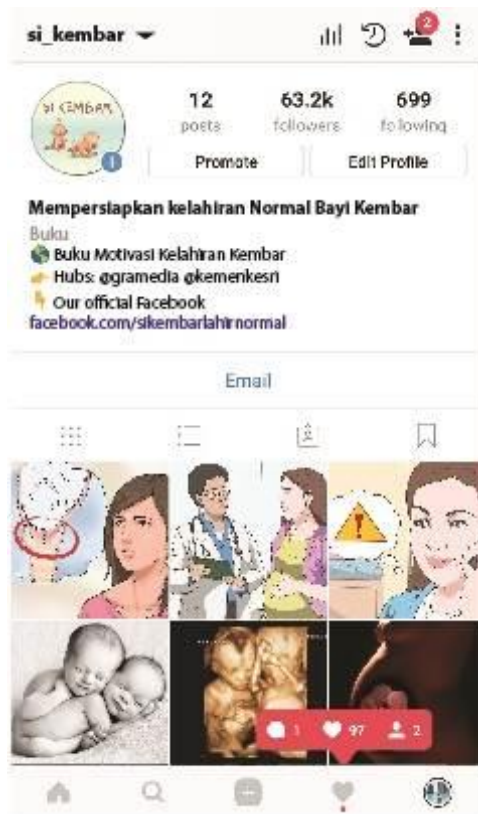 si_kembar
2
SI KEMBAR
12
63.2k
699
posts
followers
following
Promote
Edit Profile
Mempersiapkan kelahiran Normal Bayi Kembar
Buku
Buku Motivasi Kelahiran Kembar
Hubs: @gramedia @kemenkesri
Our official Facebook
facebook.com/sikembarlahirnormal
Email
1 97 2